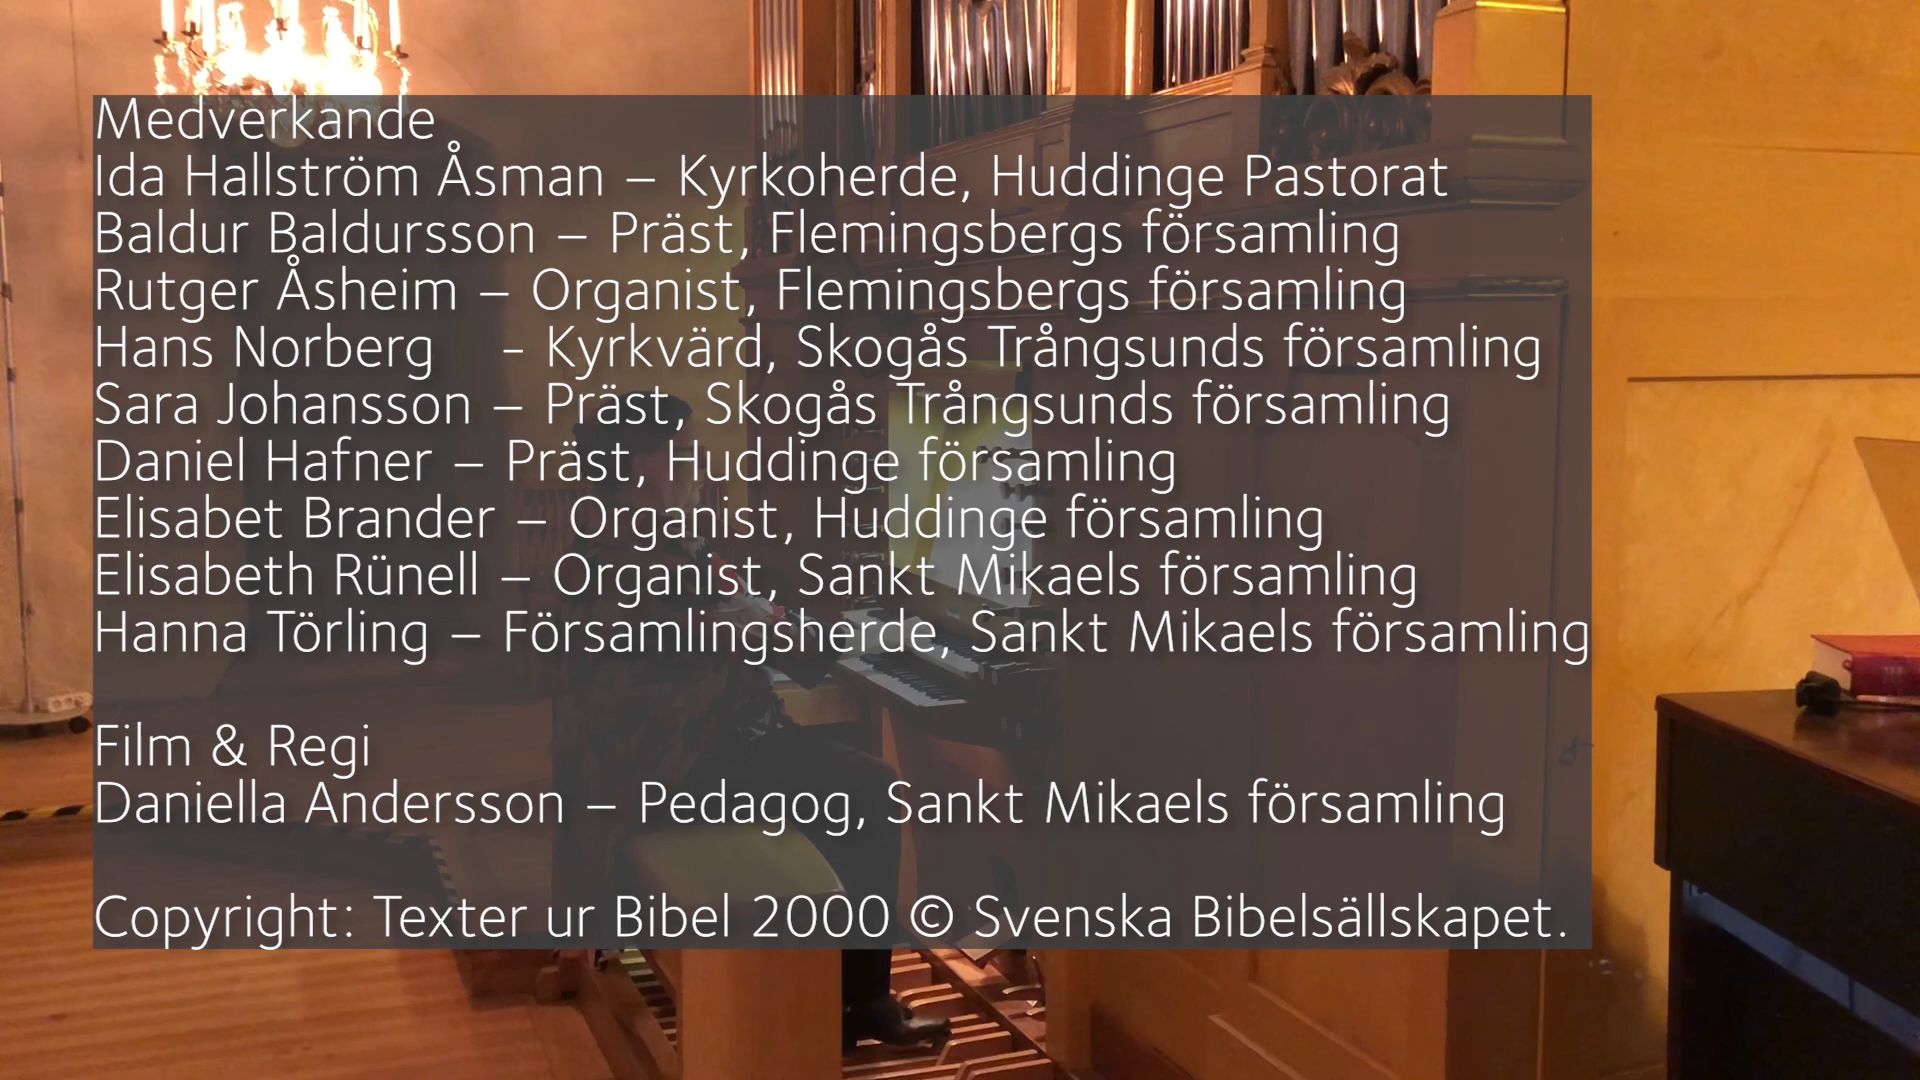 Medverkande
Ida Hallström Åsman – Kyrkoherde, Huddinge Pastorat
Baldur Baldursson – Präst, Flemingsbergs församling
Rutger Åsheim – Organist, Flemingsbergs församling
Hans Norberg - Kyrkvärd, Skogås Trångsunds församling
Sara Johansson – Präst, Skogås Trångsunds församling
Daniel Hafner – Präst, Huddinge församling
Elisabet Brander – Organist, Huddinge församling
Elisabeth Rünell – Organist, Sankt Mikaels församling
Hanna Törling – Församlingsherde, Sankt Mikaels församling
Film & Regi
Daniella Andersson – Pedagog, Sankt Mikaels församling
Copyright: Texter ur Bibel 2000 © Svenska Bibelsällskapet.